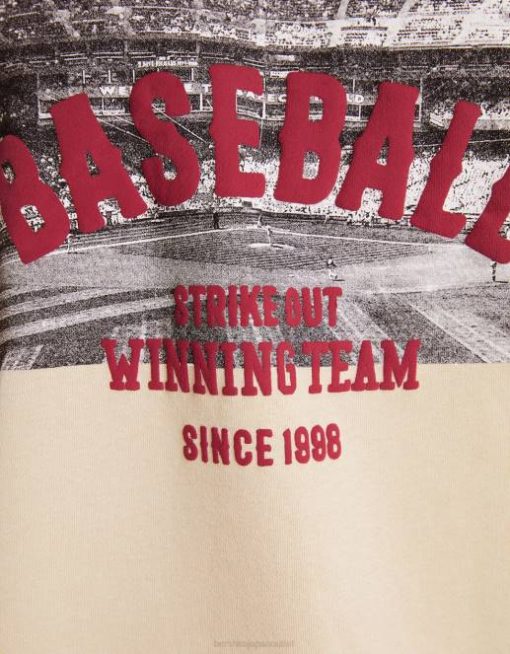 BASEBALL
STRIKE OUT
WINNING TEAM
SINCE 1998